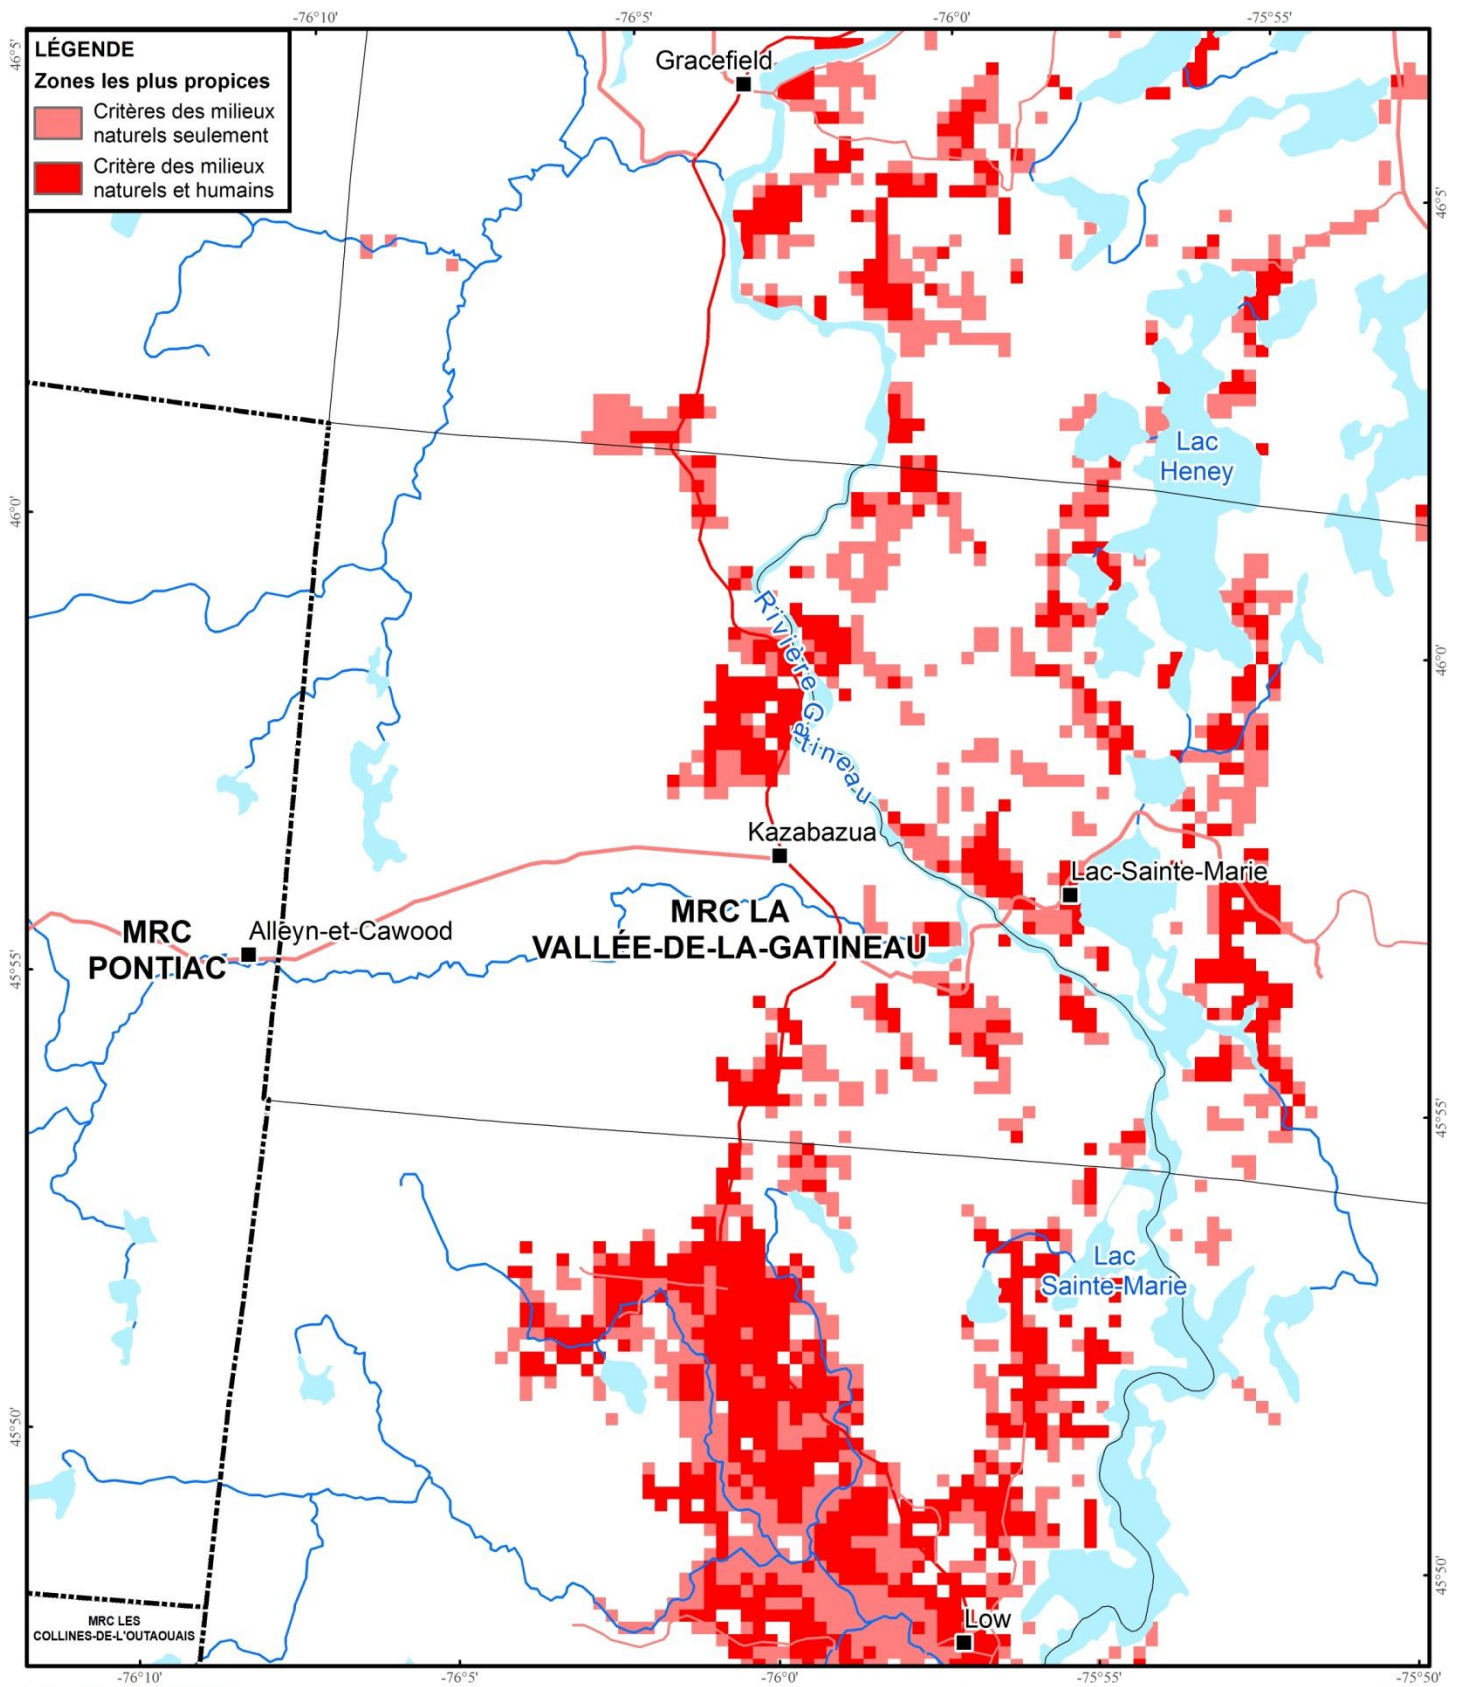 -76°10'
-76°5'
-76°0'
-75°55'
46°5'
LÉGENDE
Zones les plus propices
Critères des milieux
naturels seulement
Critère des milieux
naturels et humains
Gracefield
46°5'
Lac
Heney
46°0'
Rivière Gatineau
46°0'
Kazabazua
Lac-Sainte-Marie
MRC LA
VALLÉE-DE-LA-GATINEAU
MRC
PONTIAC
Alleyn-et-Cawood
45°55'
45°55'
Lac
Sainte-Marie
45°50'
45°50'
MRC LES
COLLINES-DE-L'OUTAOUAIS
Low
-76°10'
-76°5'
-76°0'
-75°55'
-75°50'